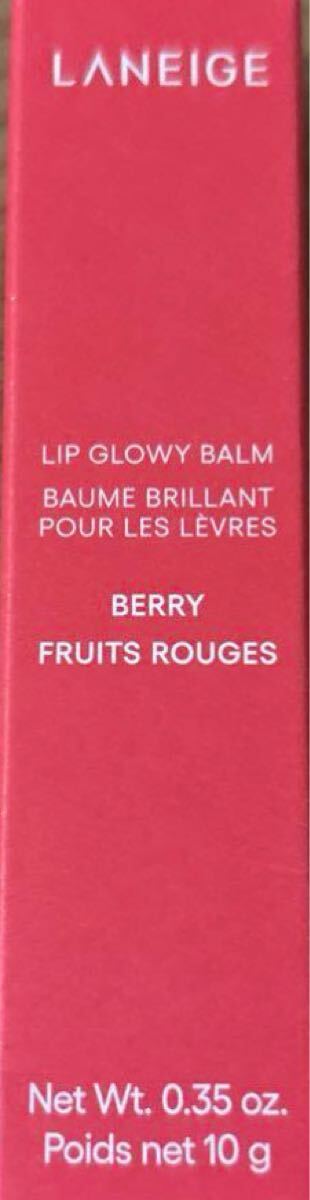 LANEIGE
LIP GLOWY BALM
BAUME BRILLANT
POUR LES LÈVRES
BERRY
FRUITS ROUGES
Net Wt. 0.35 oz.
Poids net 10 g